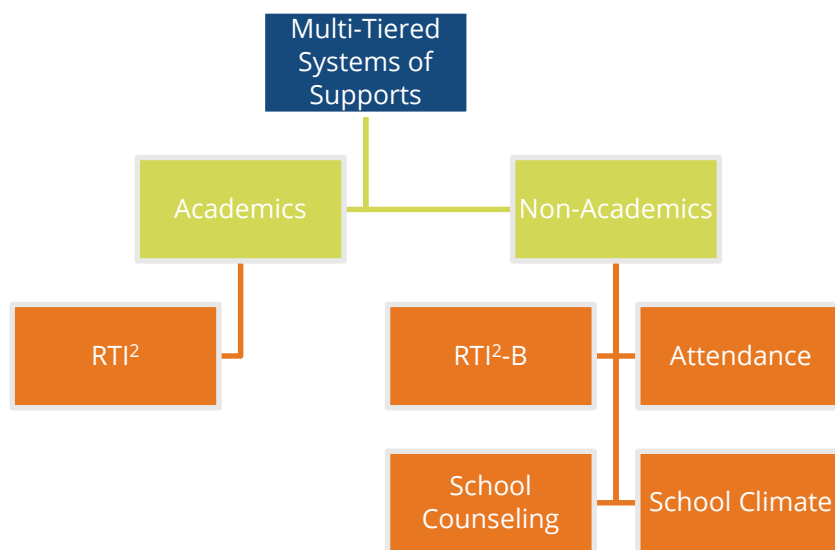 Multi-Tiered
Systems of
Supports
Academics
Non-Academics
RTI²
RTI²-B
Attendance
School
Counseling
School Climate